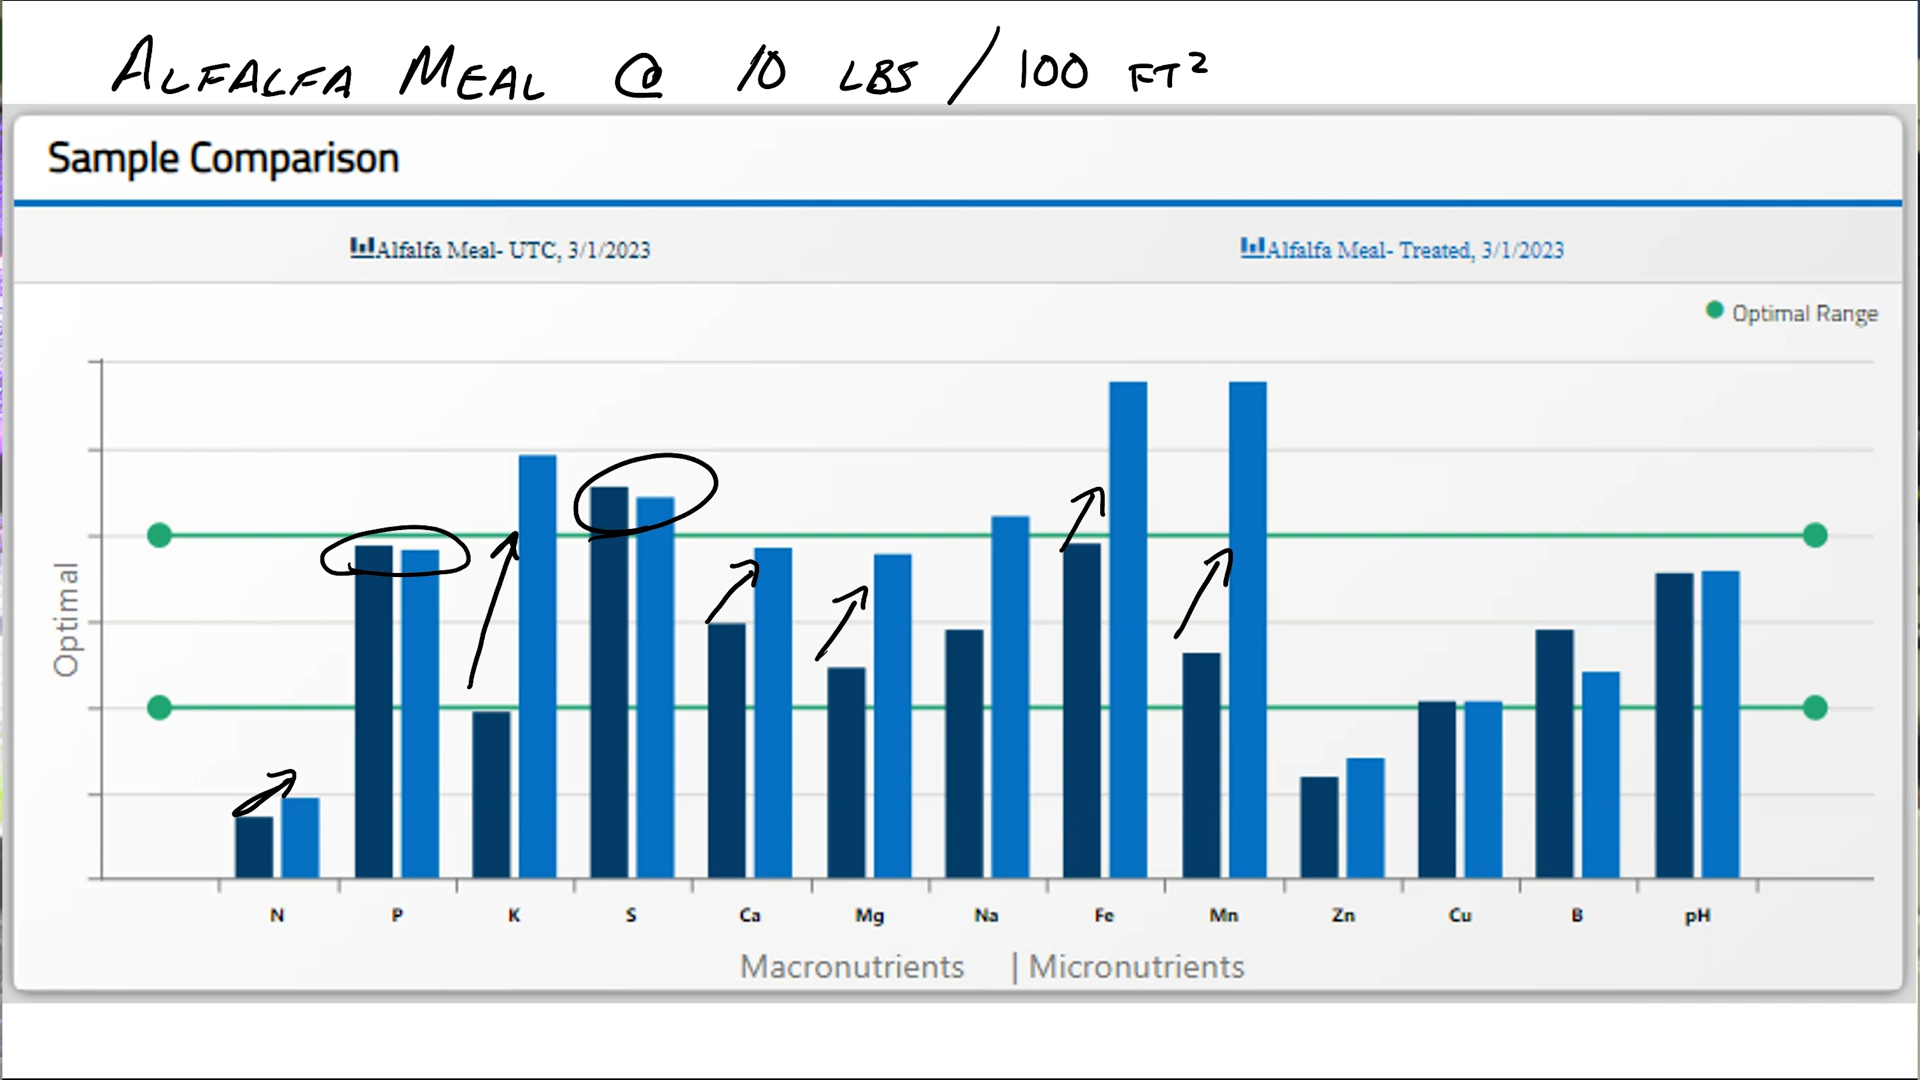 ALFALFA MEAL @ 10 LBS / 100 FT²
Sample Comparison
Alfalfa Meal- UTC, 3/1/2023
Alfalfa Meal- Treated, 3/1/2023
Optimal Range
Optimal
N P K S Ca Mg Na Fe Mn Zn Cu B pH
Macronutrients | Micronutrients